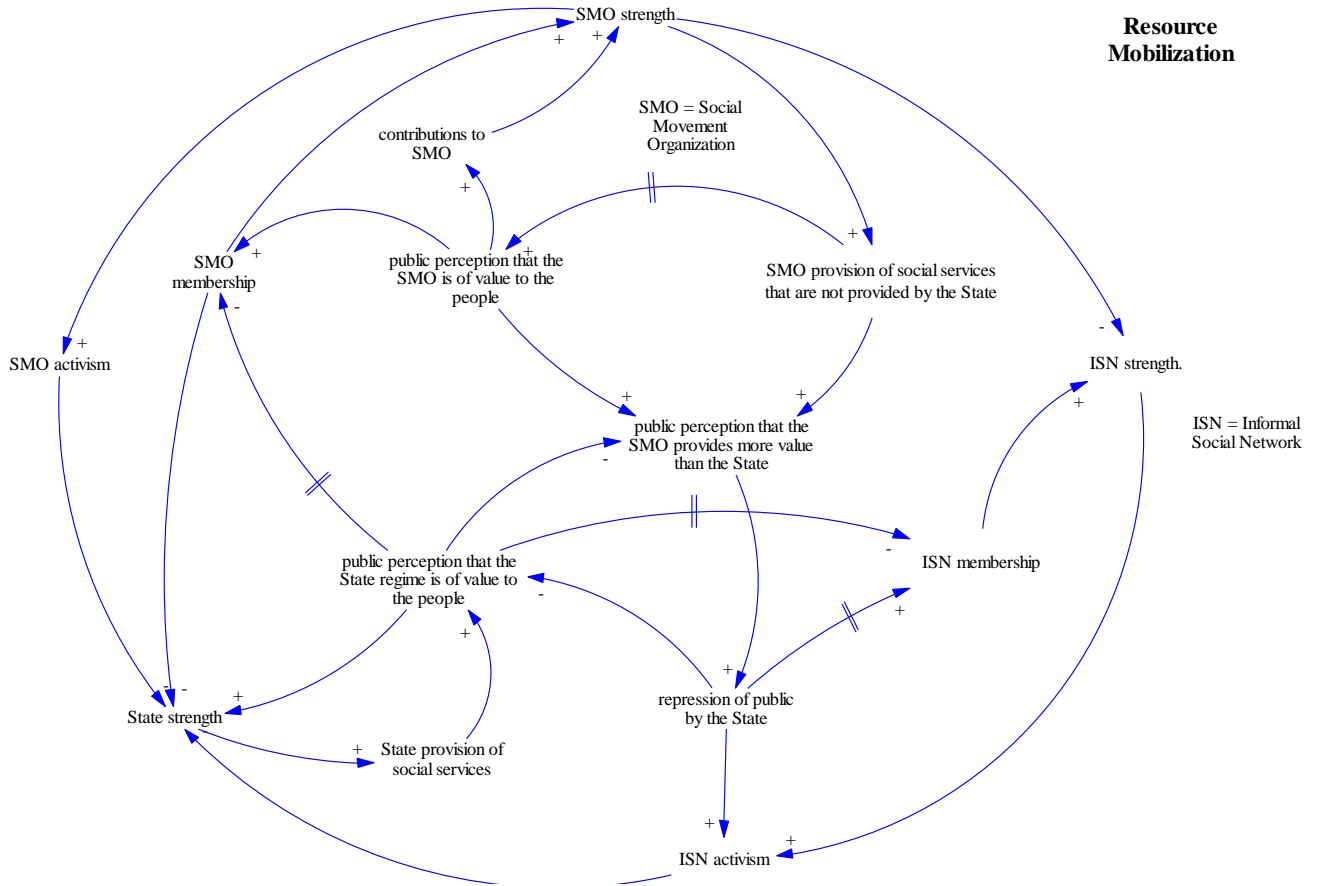 SMO strength
Resource
Mobilization
+
+
SMO = Social
Movement
Organization
contributions to
SMO
+
+
+
+
SMO
membership
public perception that the
SMO is of value to the
people
SMO provision of social services
that are not provided by the State
-
-
+
SMO activism
ISN strength.
+
+
+
ISN = Informal
Social Network
public perception that the
SMO provides more value
than the State
-
-
public perception that the
State regime is of value to
the people
ISN membership
-
+
+
+
-
-
+
repression of public
by the State
State strength
-
+
State provision of
social services
+
+
ISN activism